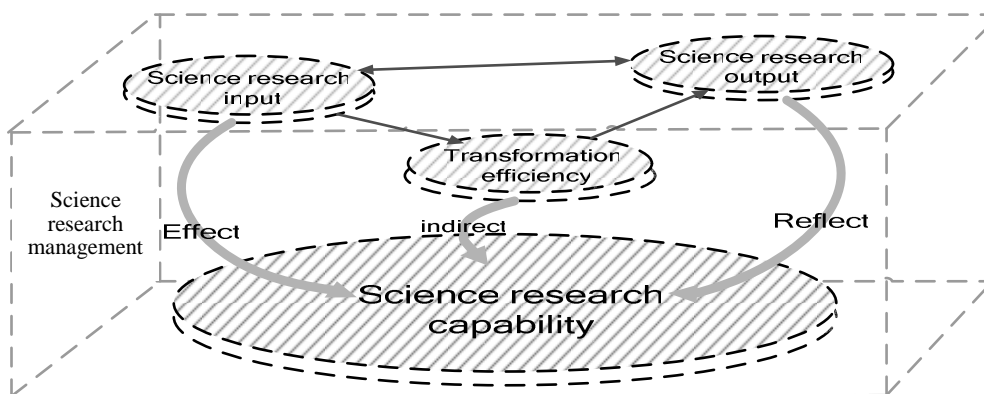 Science research
input
Science research
output
Transformation
efficiency
Science
research
management
Effect
indirect
Reflect
Science research
capability